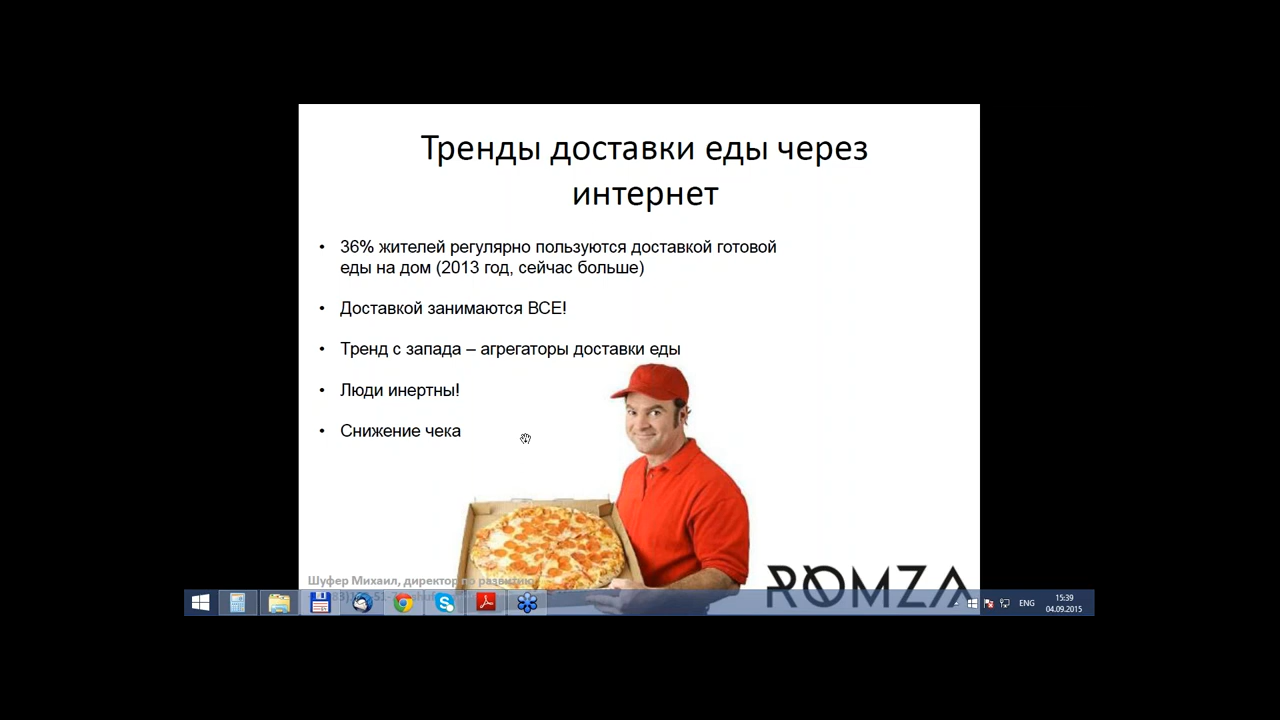 Тренды доставки еды через
интернет
• 36% жителей регулярно пользуются доставкой готовой
еды на дом (2013 год, сейчас больше)
• Доставкой занимаются ВСЕ!
• Тренд с запада – агрегаторы доставки еды
• Люди инертны!
• Снижение чека
Шуфер Михаил, директор по развитию
ROMZA
ENG
15:39
04.09.2015